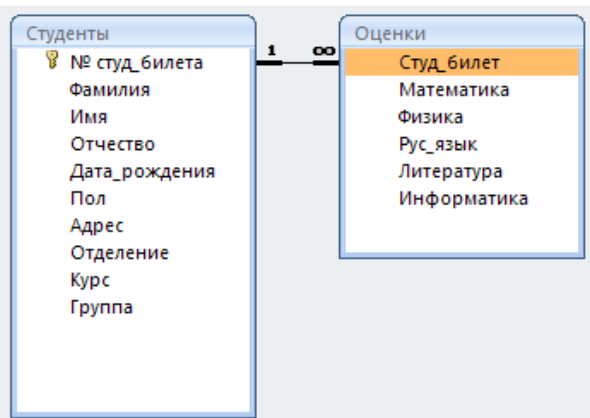 Студенты
№ студ_билета
Фамилия
Имя
Отчество
Дата_рождения
Пол
Адрес
Отделение
Курс
Группа
1 ∞
Оценки
Студ_билет
Математика
Физика
Рус_язык
Литература
Информатика